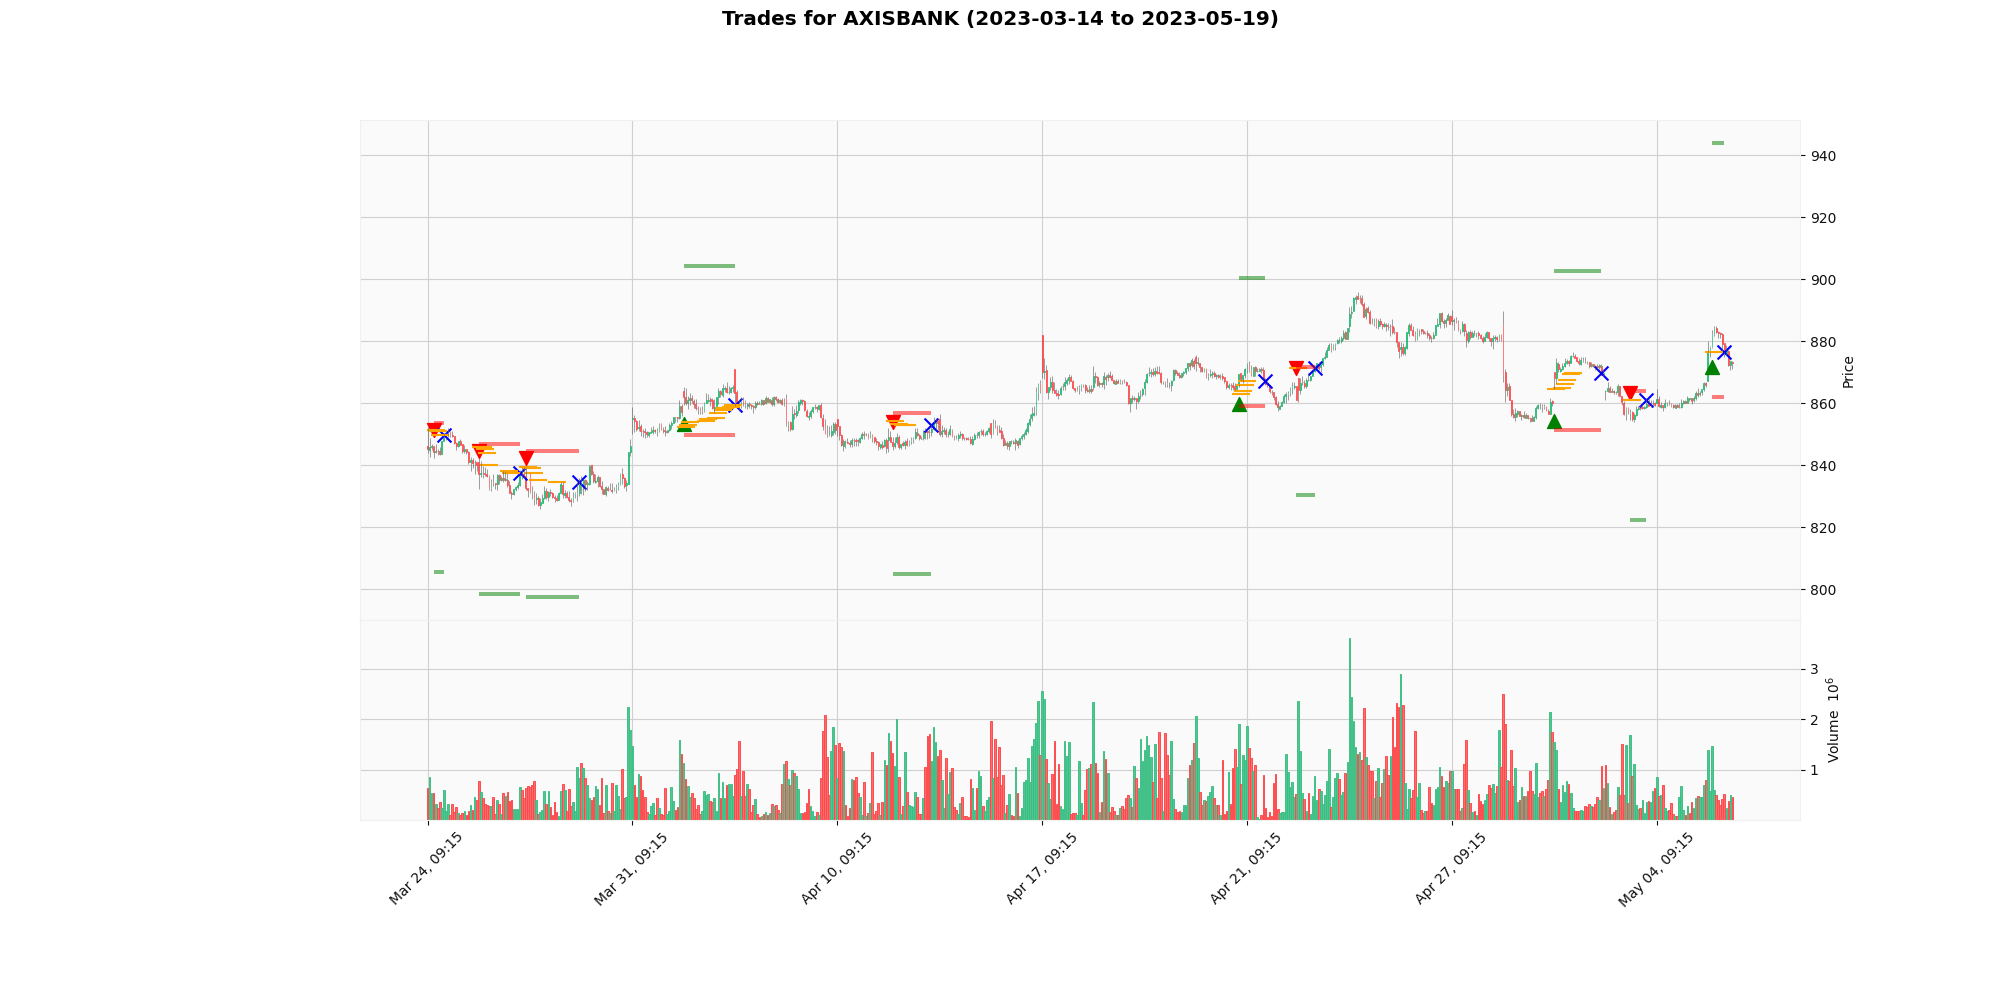 Trades for AXISBANK (2023-03-14 to 2023-05-19)
940
920
900
880
860
840
820
800
Price
3
2
1
Volume 10^6
Mar 24, 09:15
Mar 31, 09:15
Apr 10, 09:15
Apr 17, 09:15
Apr 21, 09:15
Apr 27, 09:15
May 04, 09:15